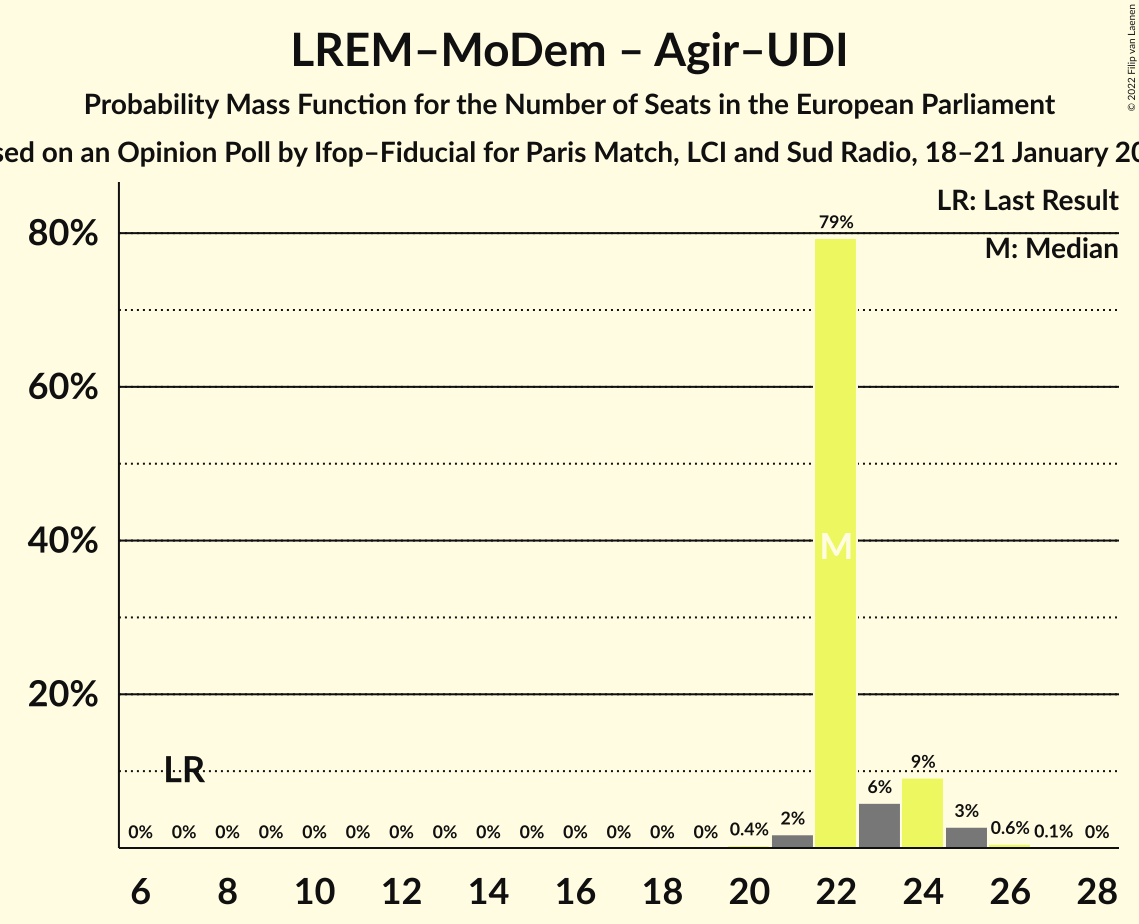 LREM–MoDem – Agir–UDI
Probability Mass Function for the Number of Seats in the European Parliament
sed on an Opinion Poll by Ifop–Fiducial for Paris Match, LCI and Sud Radio, 18–21 January 20
© 2022 Filip van Laenen
LR: Last Result
M: Median
80%
60%
40%
20%
79%
M
LR
0% 0% 0% 0% 0% 0% 0% 0% 0% 0% 0% 0% 0% 0% 0.4% 2% 6% 9% 3% 0.6% 0.1% 0%
6 8 10 12 14 16 18 20 22 24 26 28